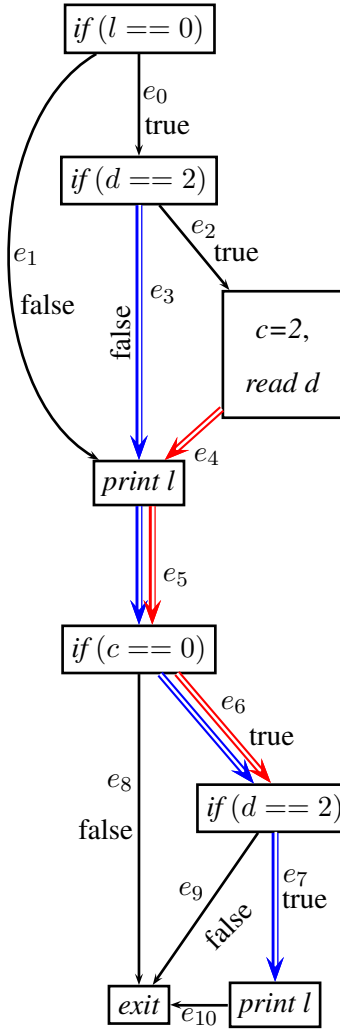 if (l == 0)
e0
true
if (d == 2)
e2
true
e1
e3
false
false
c=2,
read d
e4
print l
e5
if (c == 0)
e6
true
e8
if (d == 2)
false
e7
e9
true
false
exit
e10
print l